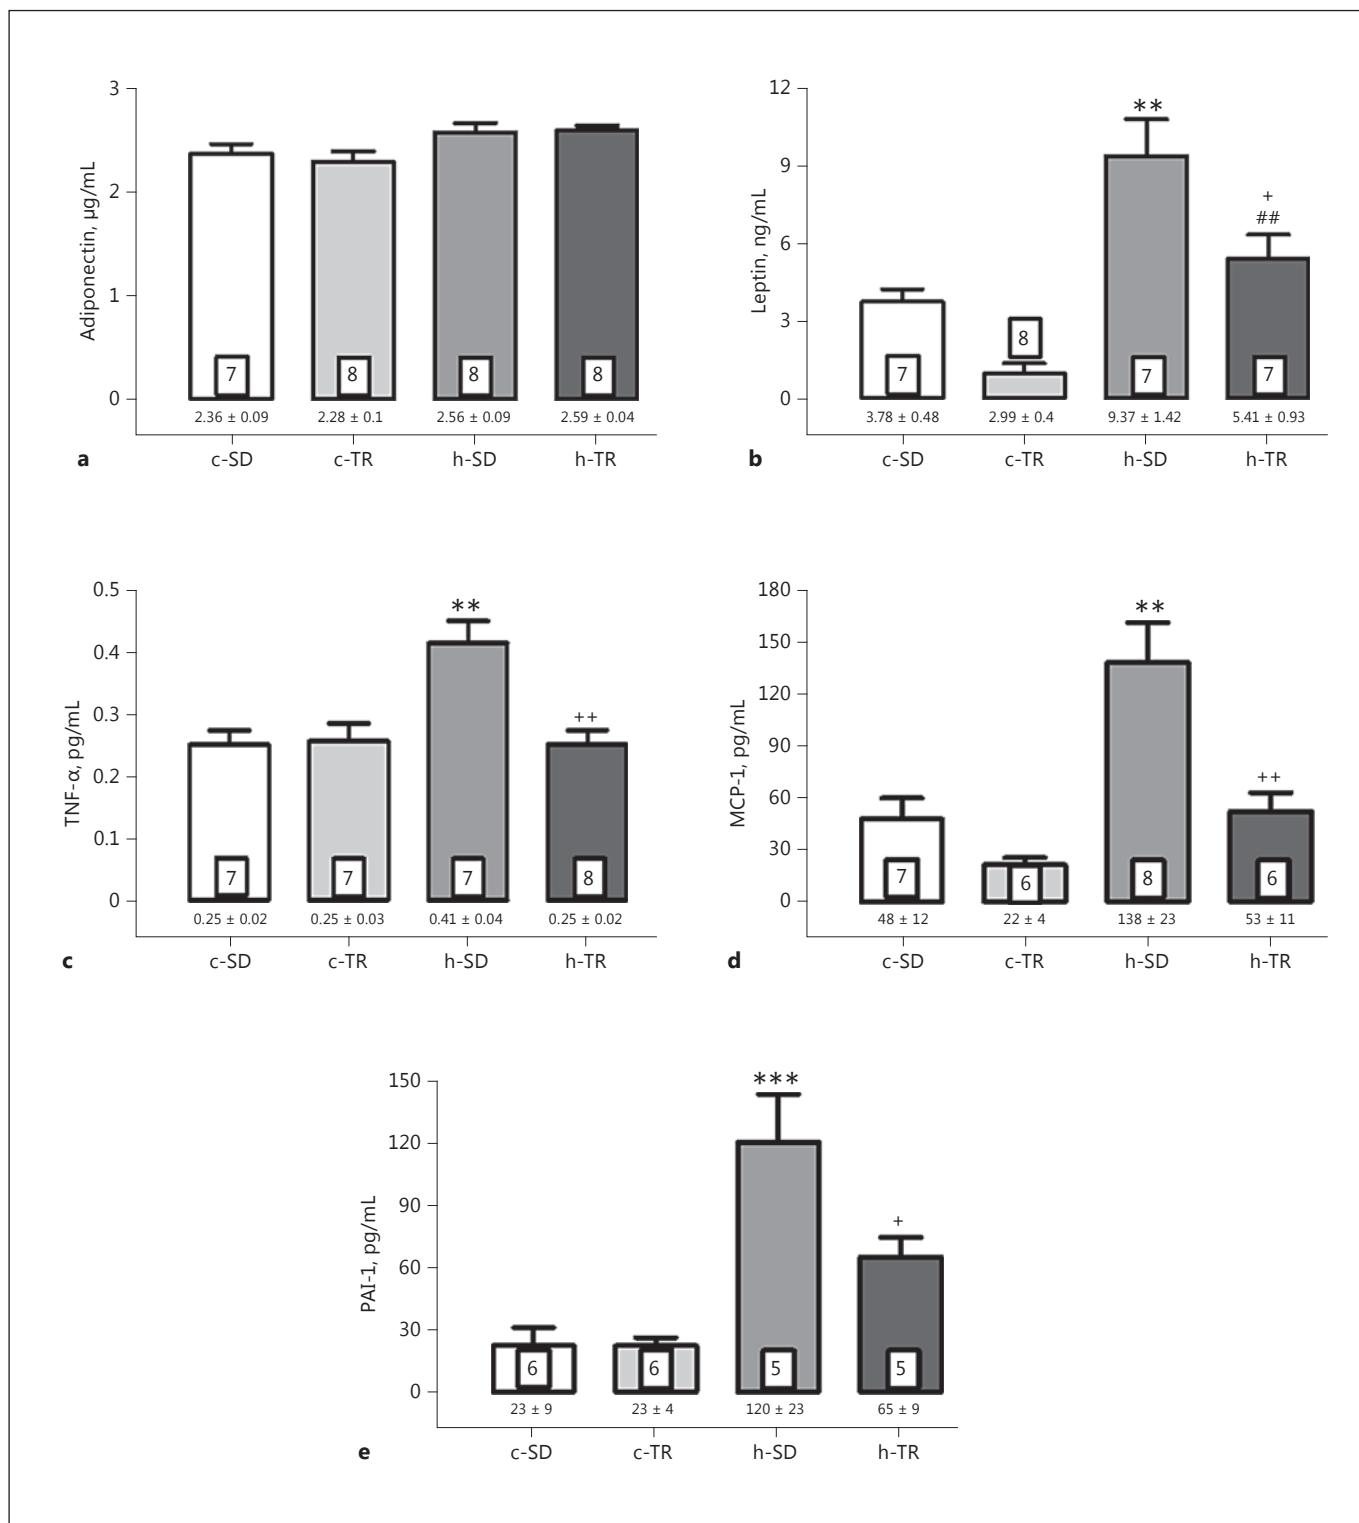 3
2
1
0
Adiponectin, µg/mL
7
8
8
8
2.36 ± 0.09
2.28 ± 0.1
2.56 ± 0.09
2.59 ± 0.04
a
c-SD
c-TR
h-SD
h-TR
12
9
6
3
0
Leptin, ng/mL
**
+
##
8
7
7
7
3.78 ± 0.48
2.99 ± 0.4
9.37 ± 1.42
5.41 ± 0.93
b
c-SD
c-TR
h-SD
h-TR
0.5
0.4
0.3
0.2
0.1
0
TNF-α, pg/mL
**
++
7
7
7
8
0.25 ± 0.02
0.25 ± 0.03
0.41 ± 0.04
0.25 ± 0.02
c
c-SD
c-TR
h-SD
h-TR
180
150
120
90
60
30
0
MCP-1, pg/mL
**
++
7
6
8
6
48 ± 12
22 ± 4
138 ± 23
53 ± 11
d
c-SD
c-TR
h-SD
h-TR
150
120
90
60
30
0
PAI-1, pg/mL
***
+
6
6
5
5
23 ± 9
23 ± 4
120 ± 23
65 ± 9
e
c-SD
c-TR
h-SD
h-TR